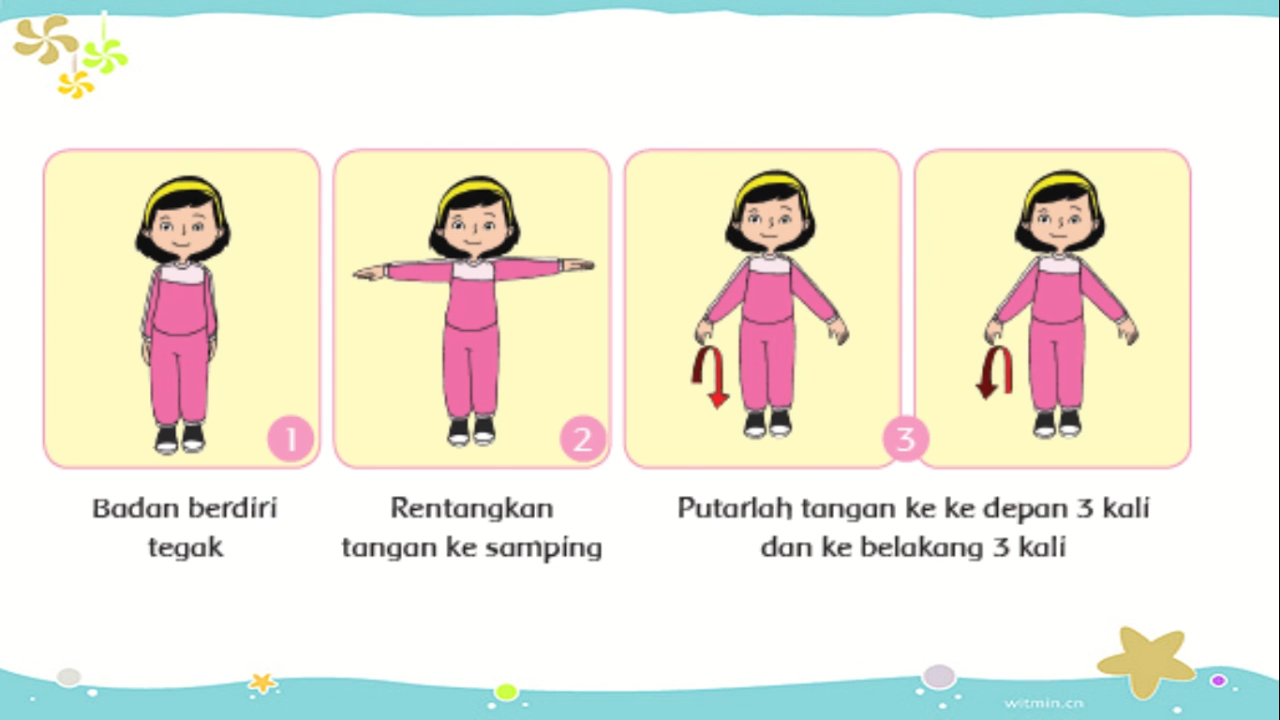 1
2
3
Badan berdiri
tegak
Rentangkan
tangan ke samping
Putarlah tangan ke ke depan 3 kali
dan ke belakang 3 kali
witmin.cn